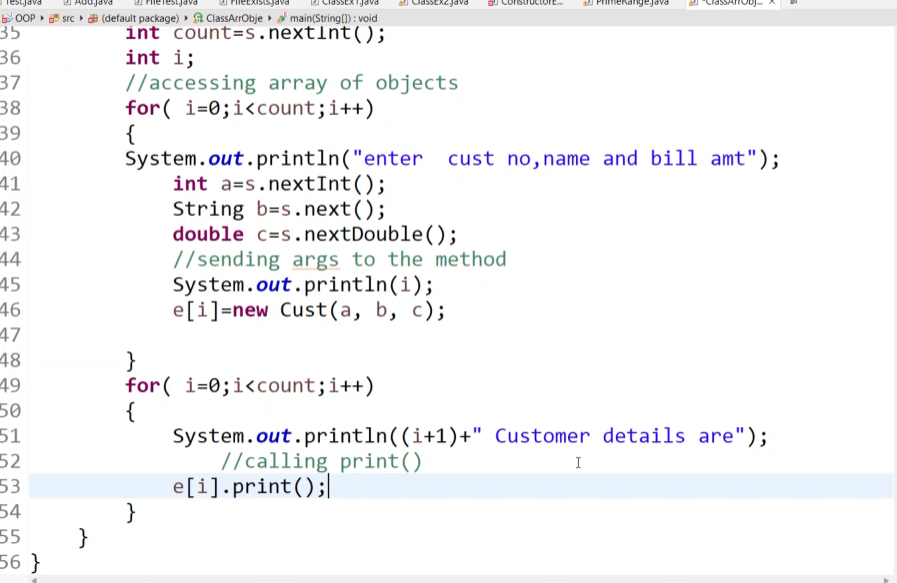 Test.java Add.java FileTest.java FileExists.java ClassEx1.java ClassEx2.java ConstructorE... PrimeRange.java *ClassArrObj...
OOP src (default package) ClassArrObje main(String[]) : void
35 int count=s.nextInt();
36 int i;
37 //accessing array of objects
38 for( i=0;i<count;i++)
39 {
40 System.out.println("enter  cust no,name and bill amt");
41 int a=s.nextInt();
42 String b=s.next();
43 double c=s.nextDouble();
44 //sending args to the method
45 System.out.println(i);
46 e[i]=new Cust(a, b, c);
47
48 }
49 for( i=0;i<count;i++)
50 {
51 System.out.println((i+1)+" Customer details are");
52 //calling print()
53 e[i].print();
54 }
55 }
56 }